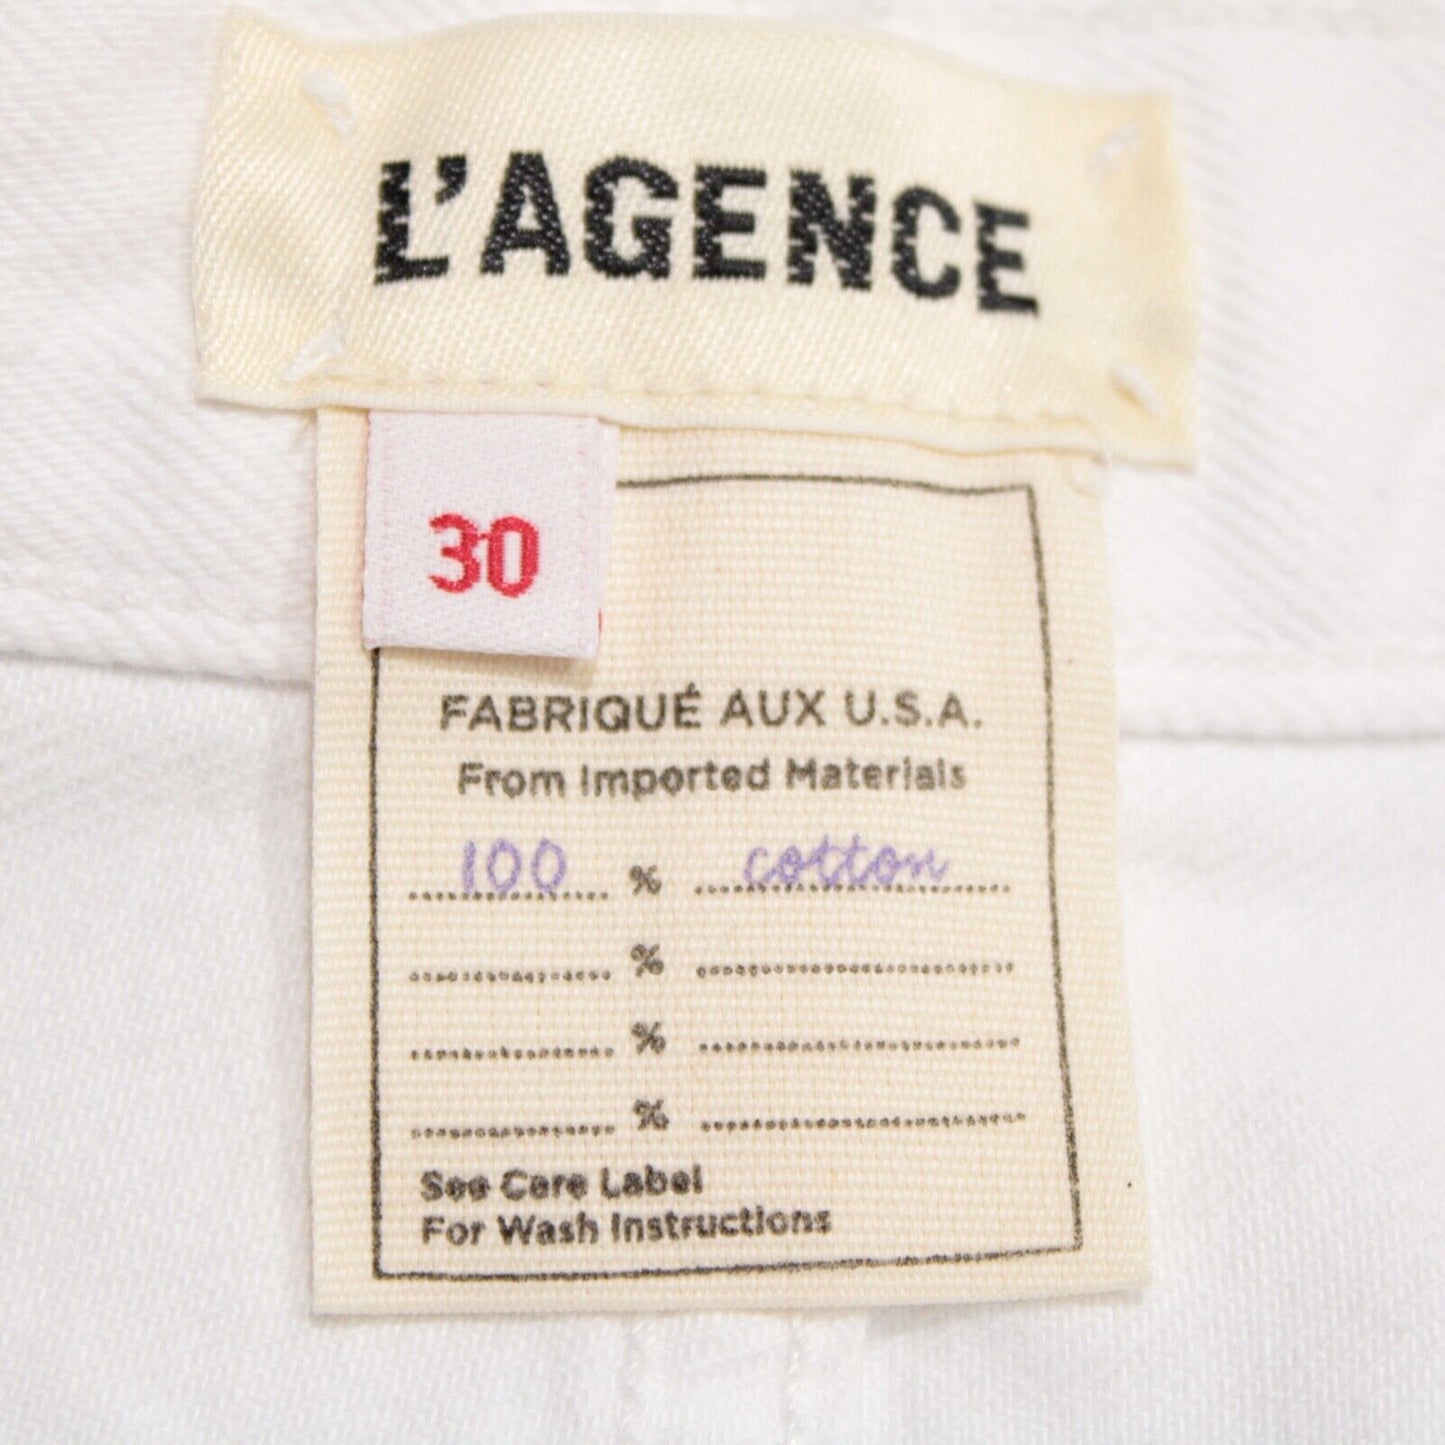 L'AGENCE
30
FABRIQUÉ AUX U.S.A.
From Imported Materials
100 % cotton
%
%
%
See Care Label
For Wash Instructions